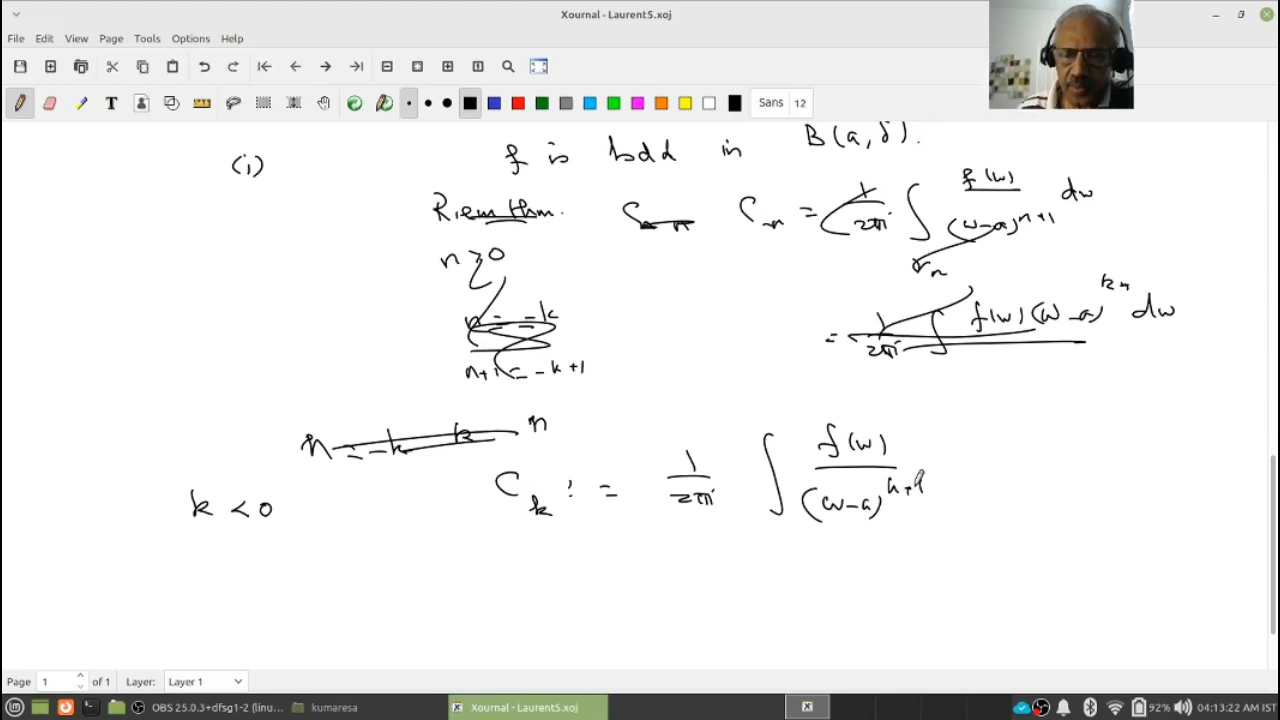 Xournal - Laurent5.xoj
File Edit View Page Tools Options Help
Sans 12
(i) f is bdd in B(a, δ).
Riem thm. C_-n = 1/2πi ∫ f(w)/(w-a)^n+1 dw
n > 0
n = -k
= 1/2πi ∫ f(w) (w-a)^k-1 dw
n+1 = -k+1
n = -k k n
k < 0 C_k := 1/2πi ∫ f(w)/(w-a)^k+1
Page 1 of 1 Layer: Layer 1
OBS 25.0.3+dfsg1-2 (linu... kumaresa Xournal - Laurent5.xoj 92% 04:13:22 AM IST